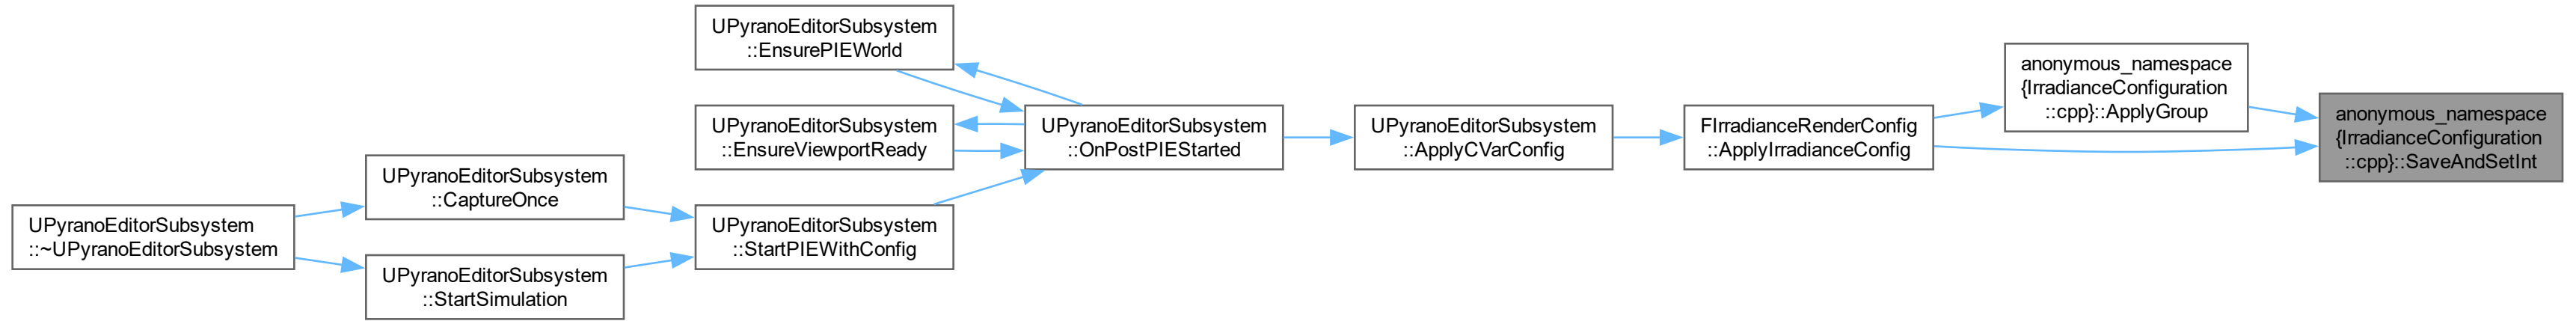 UPyranoEditorSubsystem
::~UPyranoEditorSubsystem
UPyranoEditorSubsystem
::CaptureOnce
UPyranoEditorSubsystem
::StartSimulation
UPyranoEditorSubsystem
::EnsurePIEWorld
UPyranoEditorSubsystem
::EnsureViewportReady
UPyranoEditorSubsystem
::StartPIEWithConfig
UPyranoEditorSubsystem
::OnPostPIEStarted
UPyranoEditorSubsystem
::ApplyCVarConfig
FIrradianceRenderConfig
::ApplyIrradianceConfig
anonymous_namespace
{IrradianceConfiguration
::cpp}::ApplyGroup
anonymous_namespace
{IrradianceConfiguration
::cpp}::SaveAndSetInt